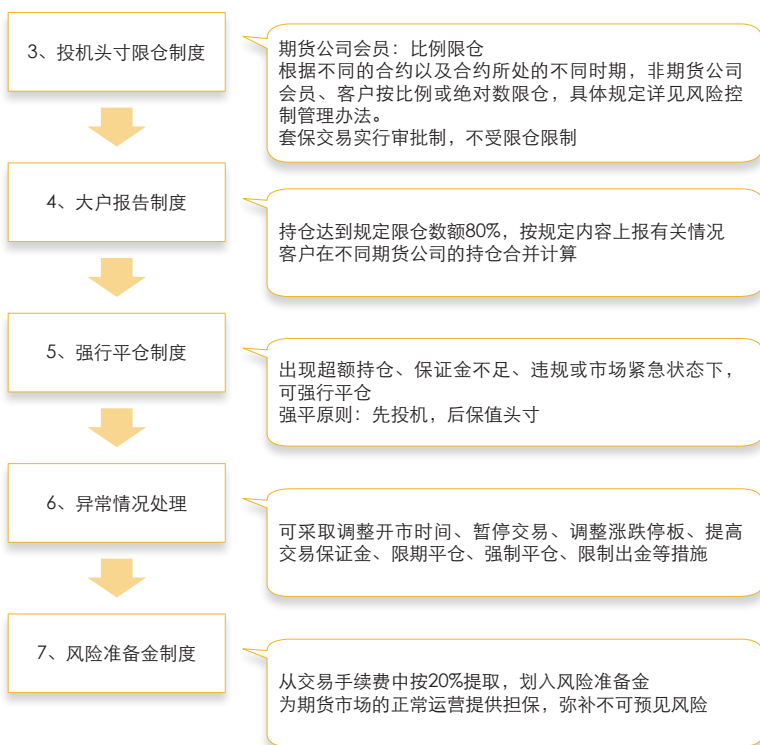 3、投机头寸限仓制度
期货公司会员：比例限仓
根据不同的合约以及合约所处的不同时期，非期货公司
会员、客户按比例或绝对数限仓，具体规定详见风险控
制管理办法。
套保交易实行审批制，不受限仓限制
4、大户报告制度
持仓达到规定限仓数额80%，按规定内容上报有关情况
客户在不同期货公司的持仓合并计算
5、强行平仓制度
出现超额持仓、保证金不足、违规或市场紧急状态下，
可强行平仓
强平原则：先投机，后保值头寸
6、异常情况处理
可采取调整开市时间、暂停交易、调整涨跌停板、提高
交易保证金、限期平仓、强制平仓、限制出金等措施
7、风险准备金制度
从交易手续费中按20%提取，划入风险准备金
为期货市场的正常运营提供担保，弥补不可预见风险